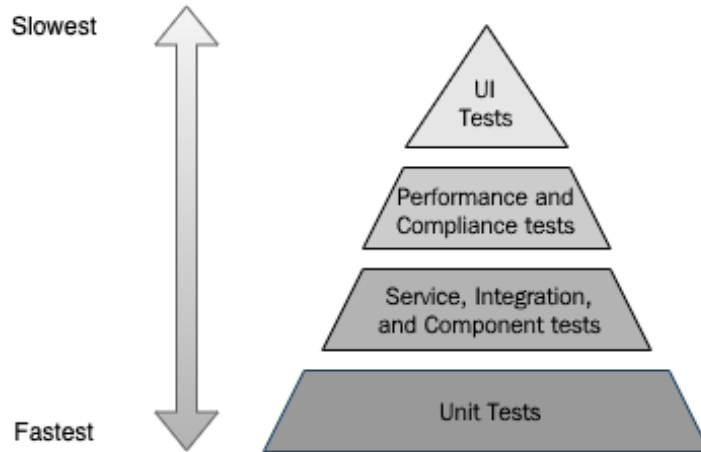 Slowest
UI
Tests
Performance and
Compliance tests
Service, Integration,
and Component tests
Unit Tests
Fastest